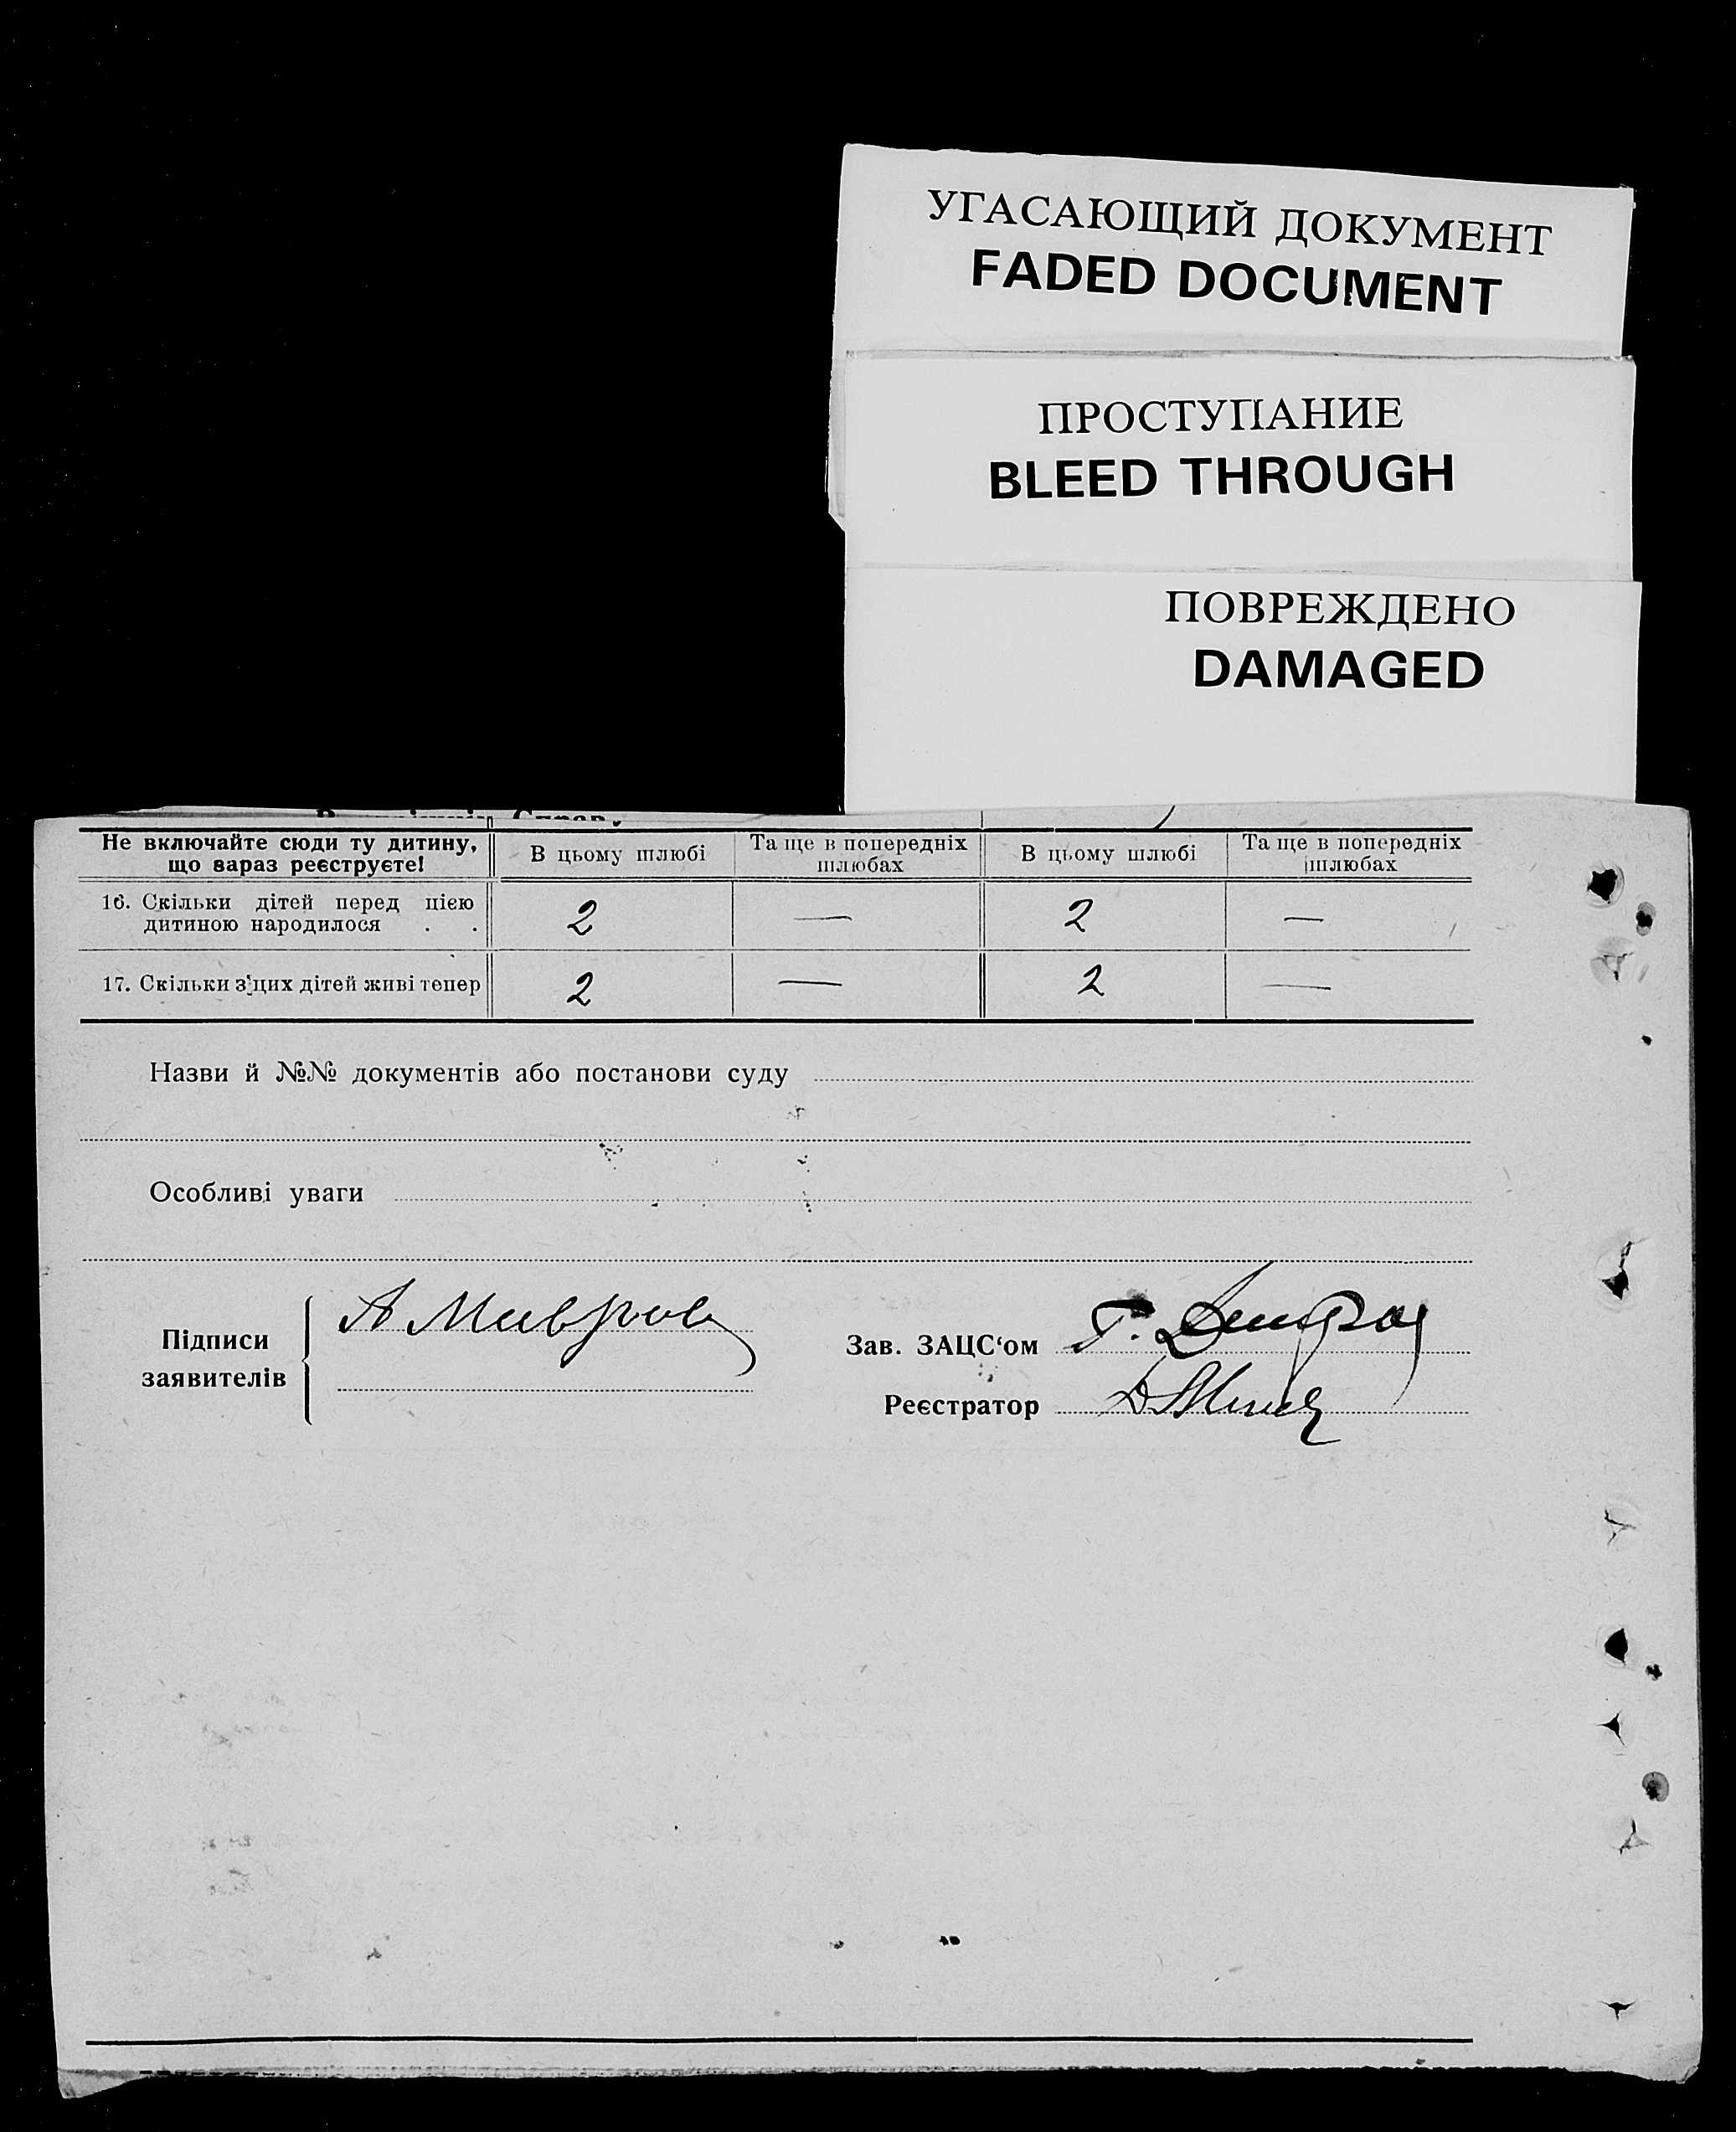 УГАСАЮЩИЙ ДОКУМЕНТ
FADED DOCUMENT
ПРОСТУПАНИЕ
BLEED THROUGH
ПОВРЕЖДЕНО
DAMAGED
Не включайте сюди ту дитину, що вараз реєструєте!
В цьому шлюбі
Та ще в попередніх шлюбах
В цьому шлюбі
Та ще в попередніх шлюбах
16. Скільки дітей перед цією
дитиною народилося . . 2 — 2 —
17. Скільки з цих дітей живі тепер 2 — 2 —
Назви й №№ документів або постанови суду
Особливі уваги
Підписи
заявителів
А
Зав. ЗАЦС‘ом Г.
Реєстратор